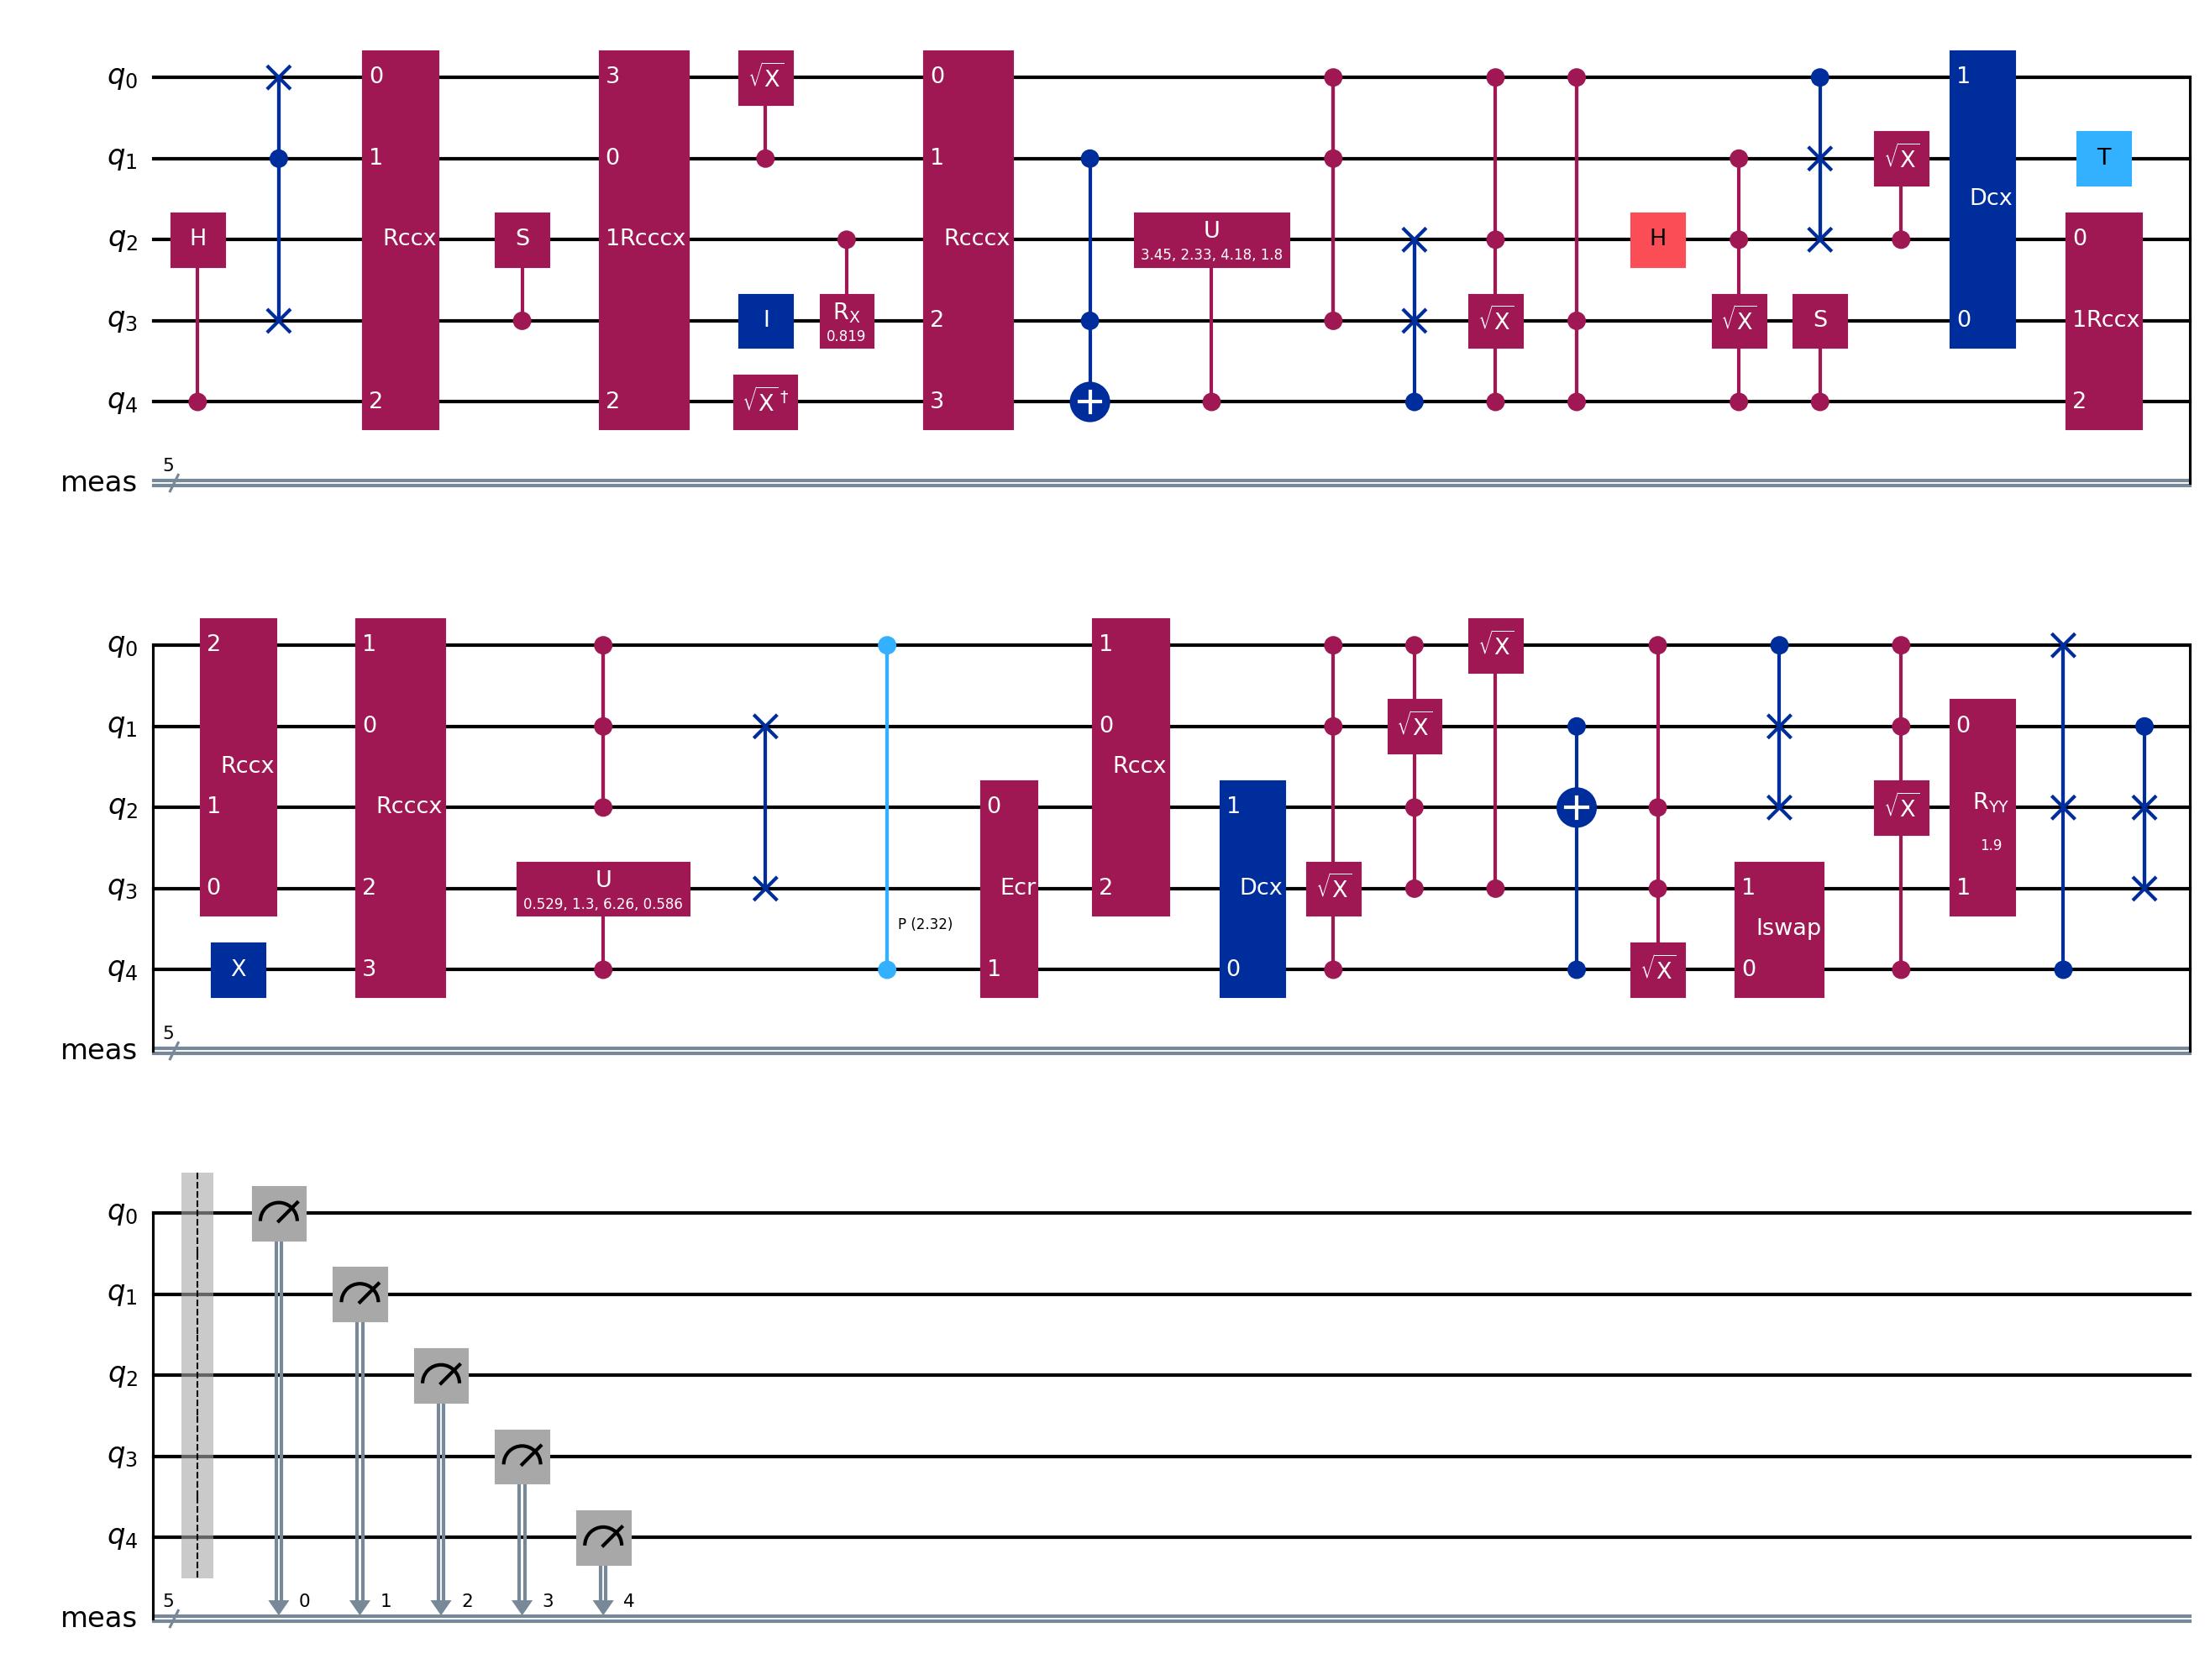 q0 0 3 √X 0 1
q1 1 0 1 √X Dcx T
H q2 Rccx S 1Rcccx Rcccx U 3.45, 2.33, 4.18, 1.8 H 0
q3 I RX 0.819 2 √X √X S 0 1Rccx
q4 2 2 √X† 3 2
meas 5
q0 2 1 1 √X
q1 0 0 √X 0
q2 Rccx 1 Rcccx 0 Rccx 1 √X RYY 1.9
q3 0 2 U 0.529, 1.3, 6.26, 0.586 P (2.32) Ecr 2 Dcx √X 1 Iswap 1
q4 X 3 1 0 √X 0
meas 5
q0
q1
q2
q3
q4
meas 5 0 1 2 3 4